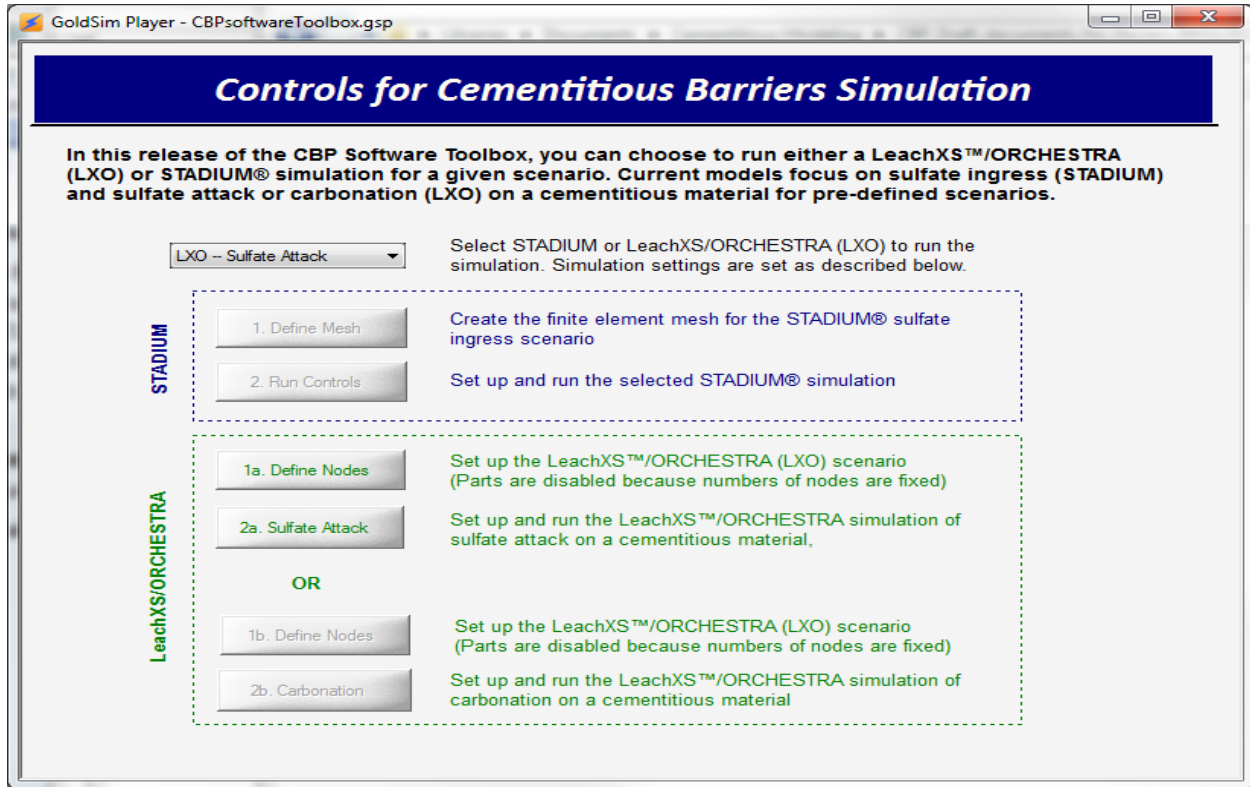 GoldSim Player - CBPsoftwareToolbox.gsp
Controls for Cementitious Barriers Simulation
In this release of the CBP Software Toolbox, you can choose to run either a LeachXS™/ORCHESTRA
(LXO) or STADIUM® simulation for a given scenario. Current models focus on sulfate ingress (STADIUM)
and sulfate attack or carbonation (LXO) on a cementitious material for pre-defined scenarios.
LXO -- Sulfate Attack
Select STADIUM or LeachXS/ORCHESTRA (LXO) to run the
simulation. Simulation settings are set as described below.
STADIUM
1. Define Mesh
Create the finite element mesh for the STADIUM® sulfate
ingress scenario
2. Run Controls
Set up and run the selected STADIUM® simulation
LeachXS/ORCHESTRA
1a. Define Nodes
Set up the LeachXS™/ORCHESTRA (LXO) scenario
(Parts are disabled because numbers of nodes are fixed)
2a. Sulfate Attack
Set up and run the LeachXS™/ORCHESTRA simulation of
sulfate attack on a cementitious material,
OR
1b. Define Nodes
Set up the LeachXS™/ORCHESTRA (LXO) scenario
(Parts are disabled because numbers of nodes are fixed)
2b. Carbonation
Set up and run the LeachXS™/ORCHESTRA simulation of
carbonation on a cementitious material